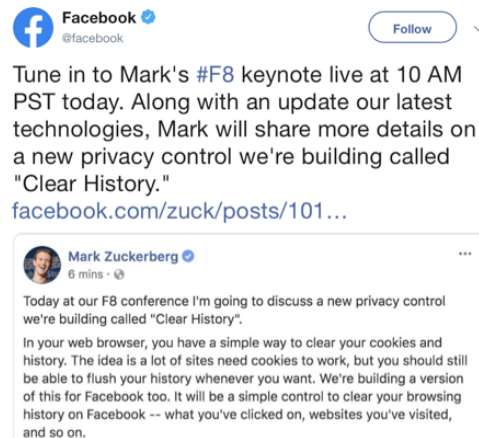 Facebook
@facebook
Follow
Tune in to Mark's #F8 keynote live at 10 AM
PST today. Along with an update our latest
technologies, Mark will share more details on
a new privacy control we're building called
"Clear History."
facebook.com/zuck/posts/101…
Mark Zuckerberg
6 mins ·
Today at our F8 conference I'm going to discuss a new privacy control
we're building called "Clear History".
In your web browser, you have a simple way to clear your cookies and
history. The idea is a lot of sites need cookies to work, but you should still
be able to flush your history whenever you want. We're building a version
of this for Facebook too. It will be a simple control to clear your browsing
history on Facebook -- what you've clicked on, websites you've visited,
and so on.